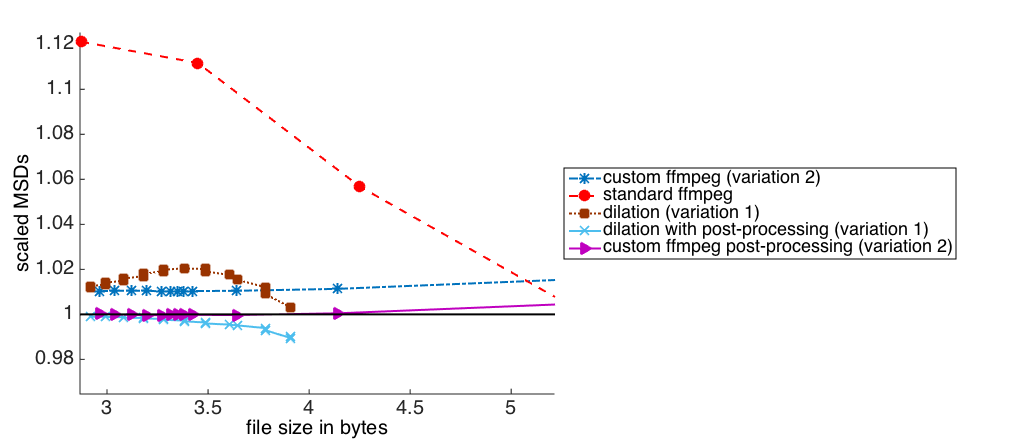 1.12
1.1
1.08
1.06
1.04
1.02
1
0.98
scaled MSDs
3
3.5
4
4.5
5
file size in bytes
custom ffmpeg (variation 2)
standard ffmpeg
dilation (variation 1)
dilation with post-processing (variation 1)
custom ffmpeg post-processing (variation 2)